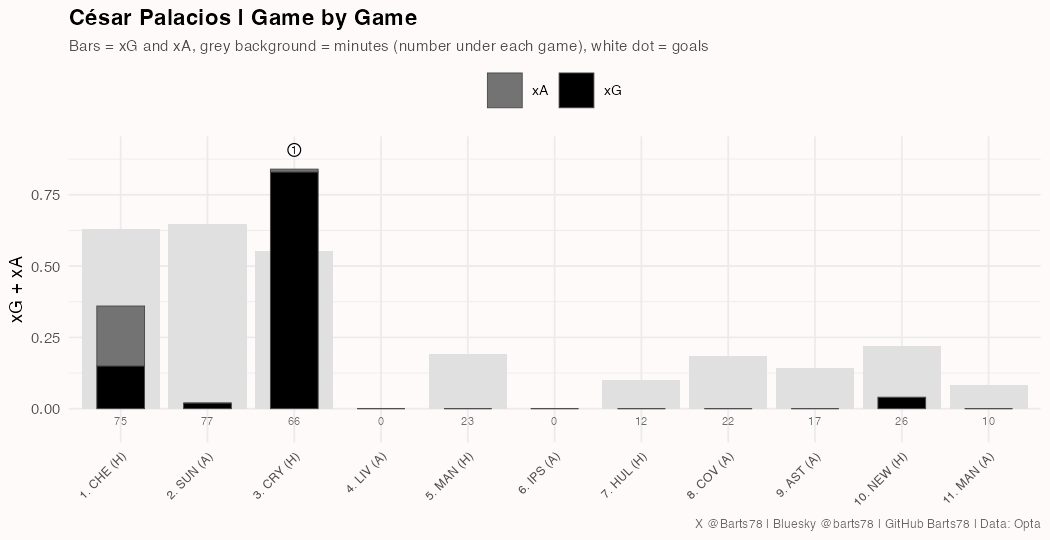 César Palacios | Game by Game
Bars = xG and xA, grey background = minutes (number under each game), white dot = goals
xA xG
1
xG + xA
0.75
0.50
0.25
0.00
75 77 66 0 23 0 12 22 17 26 10
1. CHE (H) 2. SUN (A) 3. CRY (H) 4. LIV (A) 5. MAN (H) 6. IPS (A) 7. HUL (H) 8. COV (A) 9. AST (A) 10. NEW (H) 11. MAN (A)
X @Barts78 | Bluesky @barts78 | GitHub Barts78 | Data: Opta